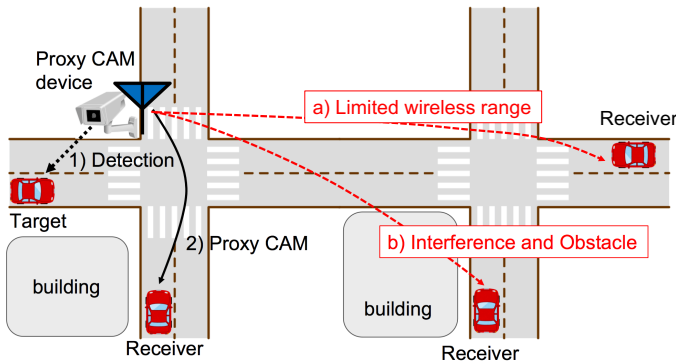 Proxy CAM
device
a) Limited wireless range
Receiver
1) Detection
Target
2) Proxy CAM
b) Interference and Obstacle
building
building
Receiver
Receiver